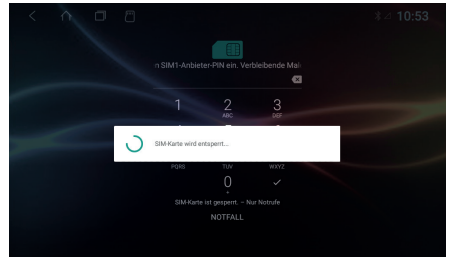 10:53
n SIM1-Anbieter-PIN ein. Verbleibende Mal
1 2 3
ABC DEF
SIM-Karte wird entsperrt...
PQRS TUV WXYZ
0
+
SIM-Karte ist gesperrt. – Nur Notrufe
NOTFALL